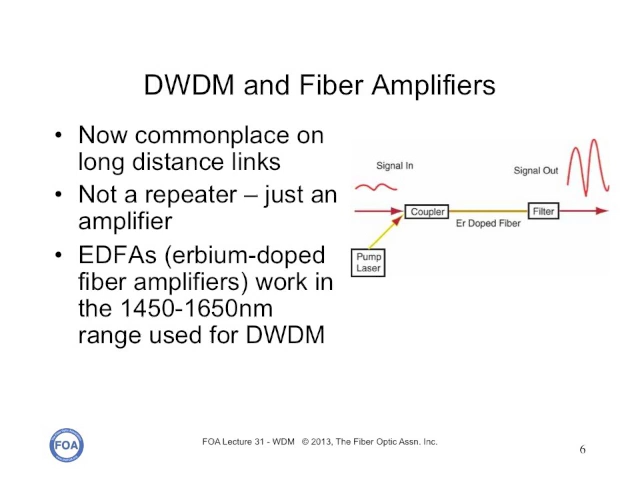 DWDM and Fiber Amplifiers
• Now commonplace on
long distance links
• Not a repeater – just an
amplifier
• EDFAs (erbium-doped
fiber amplifiers) work in
the 1450-1650nm
range used for DWDM
Signal In
Signal Out
Coupler
Filter
Er Doped Fiber
Pump
Laser
FOA
FOA Lecture 31 - WDM © 2013, The Fiber Optic Assn. Inc.
6